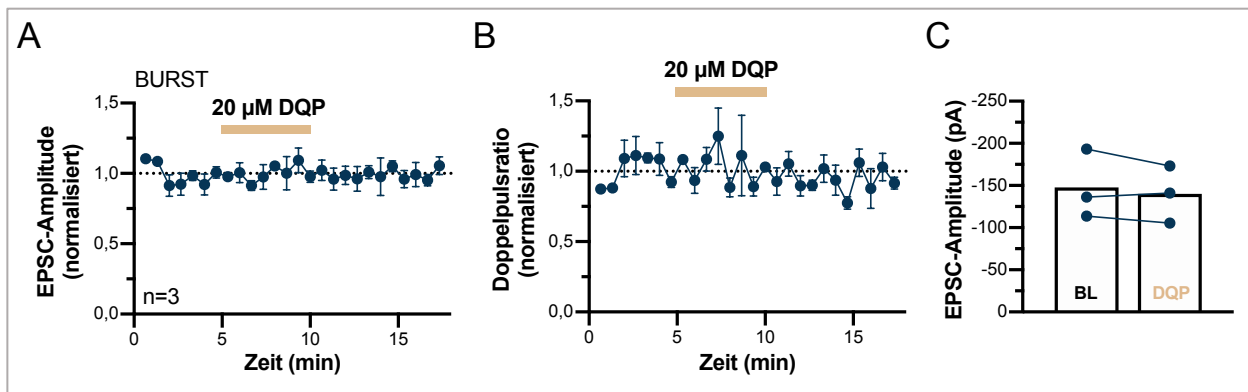 A
BURST
20 µM DQP
EPSC-Amplitude
(normalisiert)
1,5
1,0
0,5
0,0
n=3
0
5
10
15
Zeit (min)
B
20 µM DQP
Doppelpulsratio
(normalisiert)
1,5
1,0
0,5
0,0
0
5
10
15
Zeit (min)
C
EPSC-Amplitude (pA)
-250
-200
-150
-100
-50
0
BL
DQP